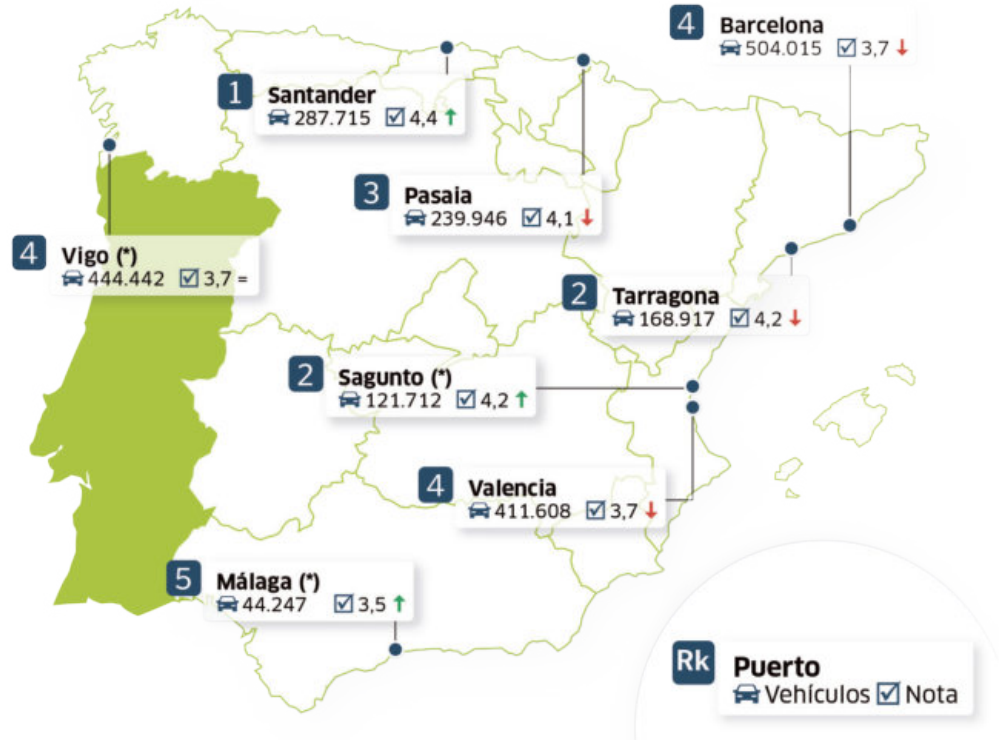 4 Barcelona
504.015 3,7
1 Santander
287.715 4,4
3 Pasaia
239.946 4,1
4 Vigo (*)
444.442 3,7 =
2 Tarragona
168.917 4,2
2 Sagunto (*)
121.712 4,2
4 Valencia
411.608 3,7
5 Málaga (*)
44.247 3,5
Rk Puerto
Vehículos Nota